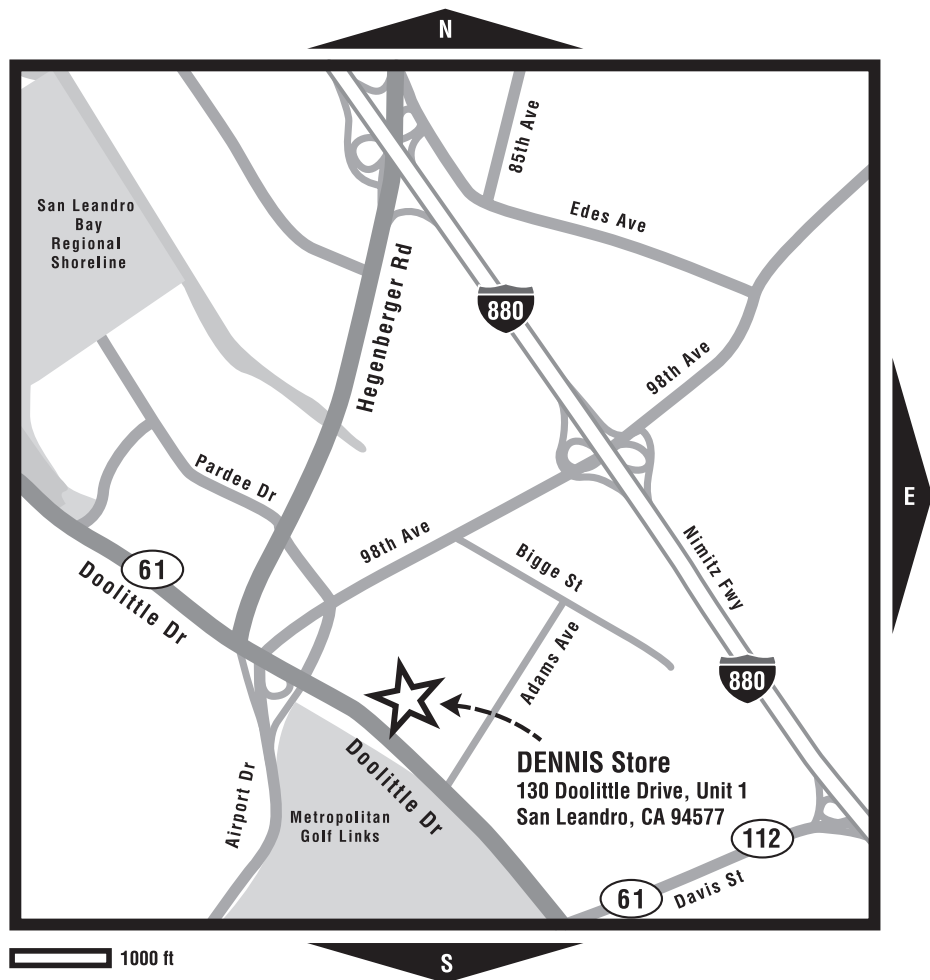 N
85th Ave
San Leandro
Bay
Regional
Shoreline
Edes Ave
Hegenberger Rd
880
98th Ave
E
Pardee Dr
98th Ave
Bigge St
Nimitz Fwy
61
Doolittle Dr
Adams Ave
880
DENNIS Store
130 Doolittle Drive, Unit 1
San Leandro, CA 94577
Doolittle Dr
Airport Dr
Metropolitan
Golf Links
112
61
Davis St
1000 ft
S